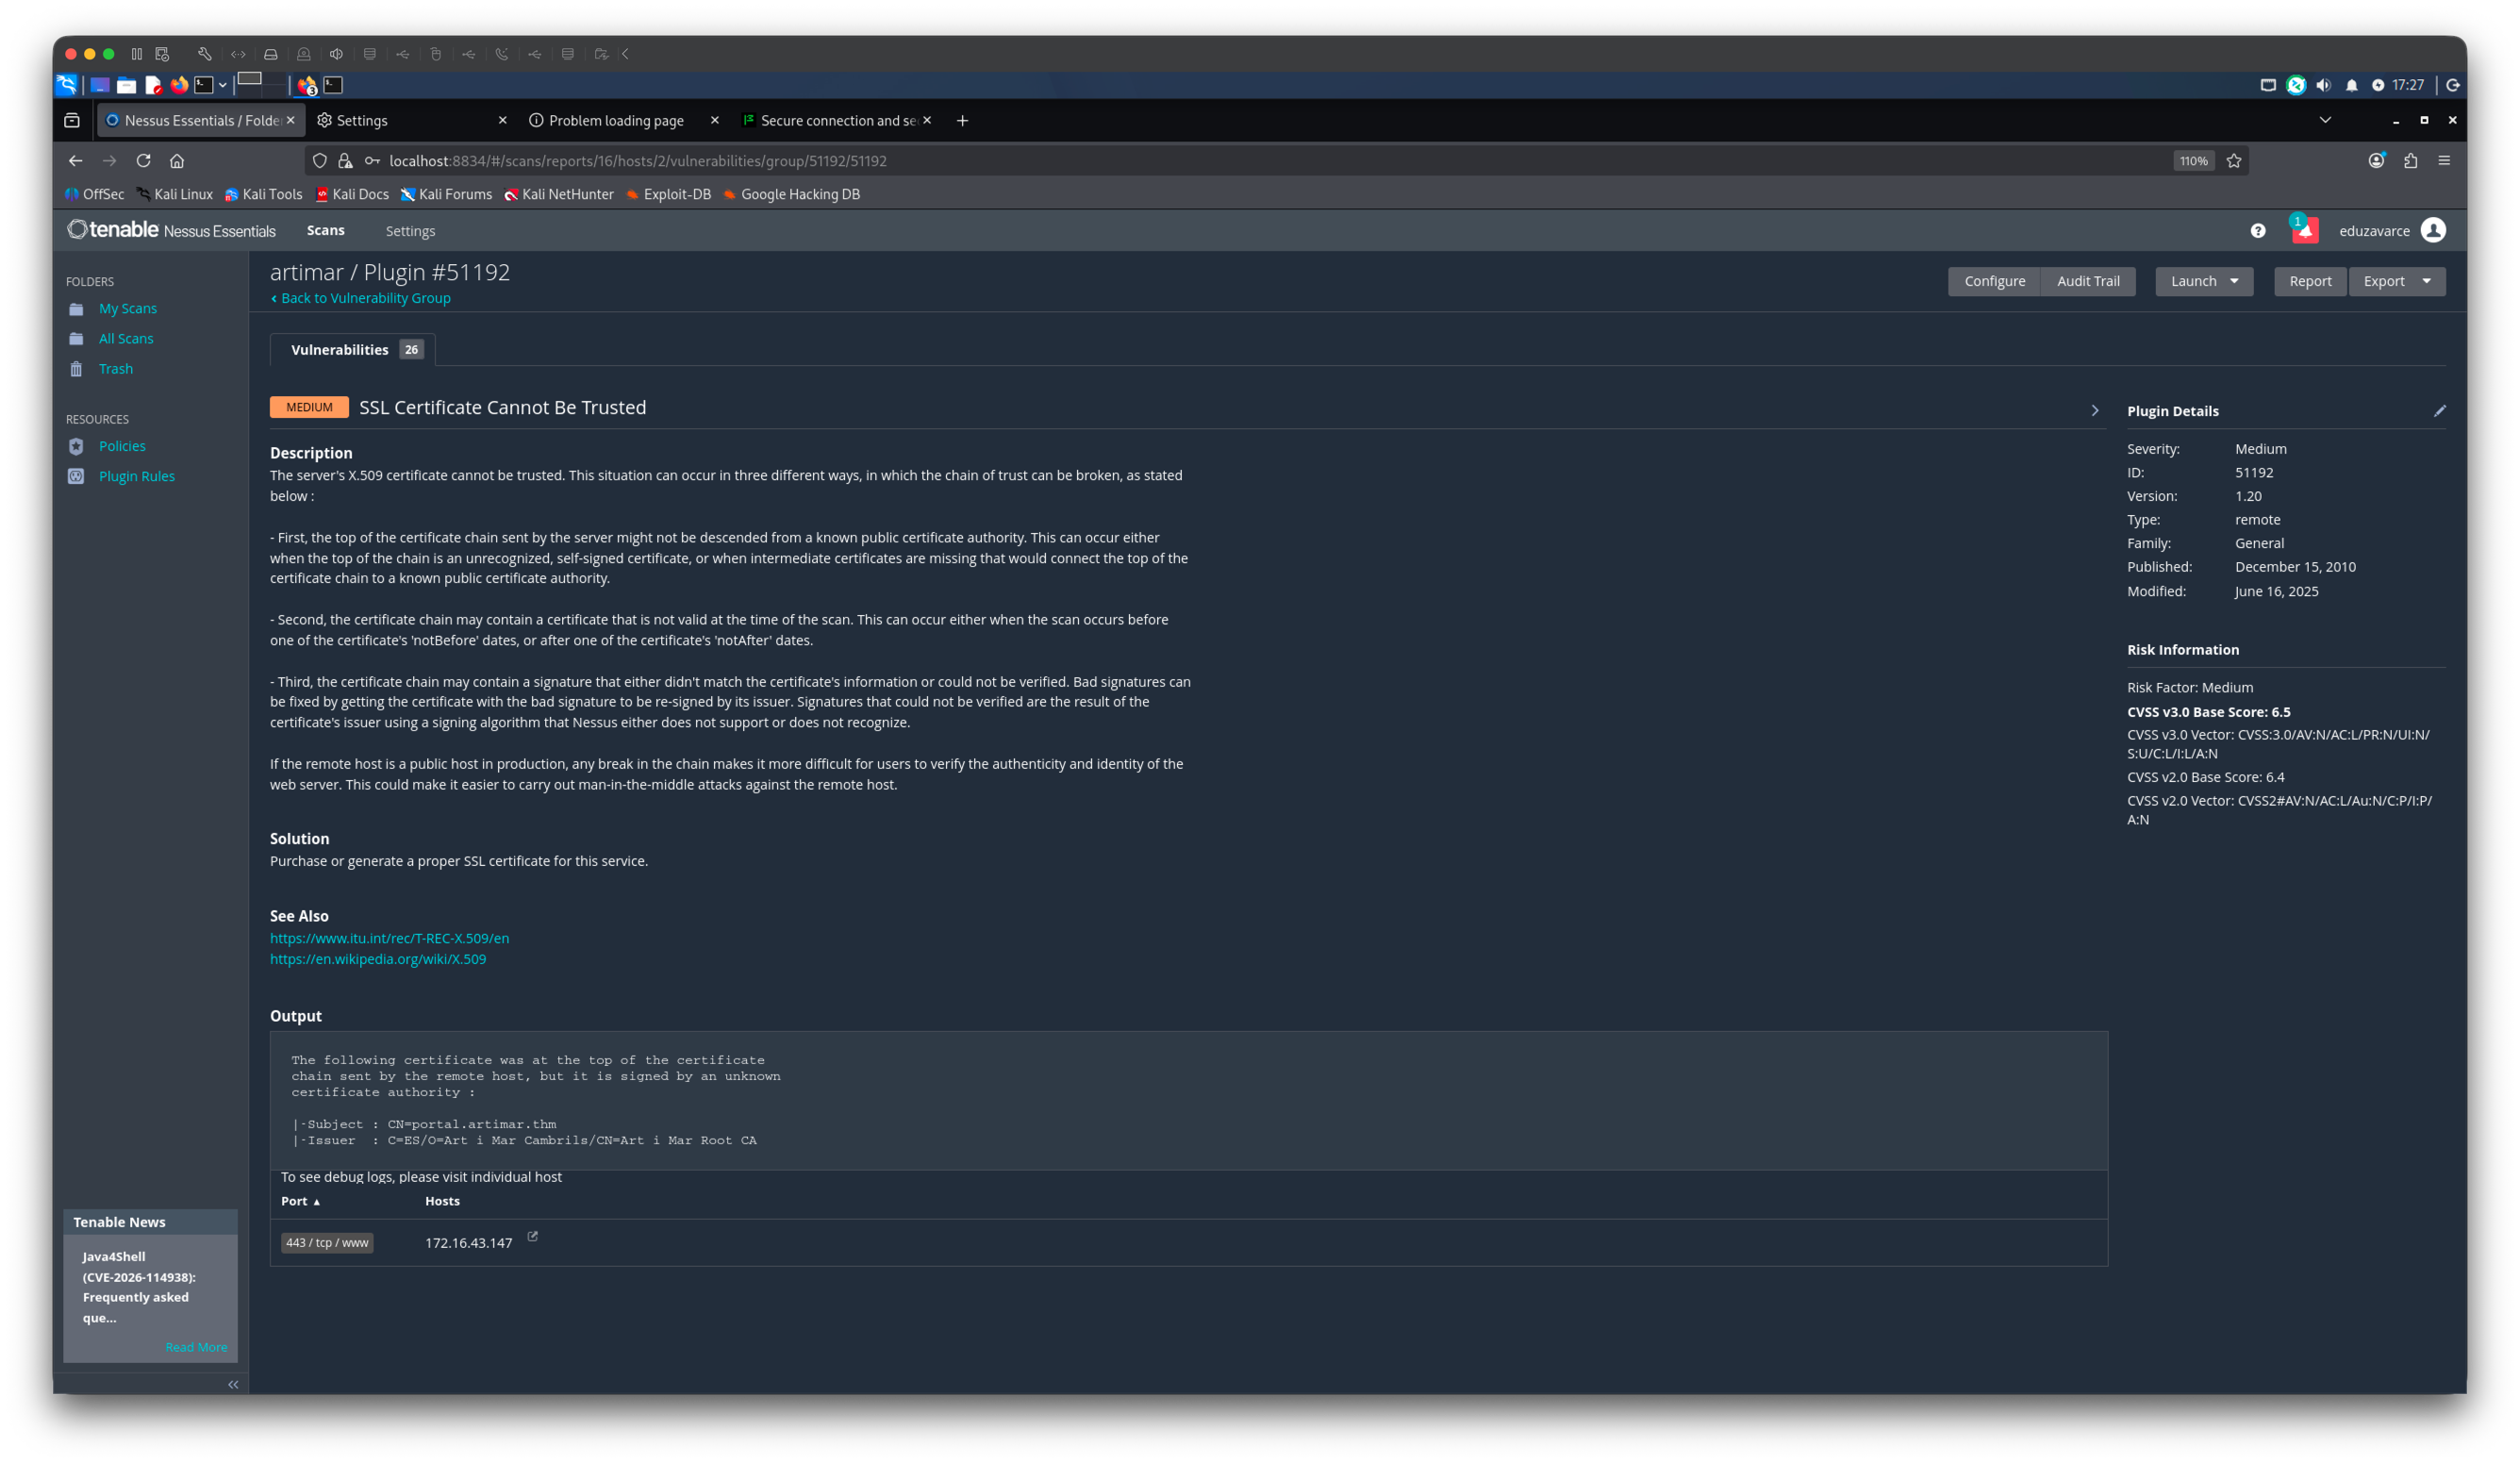 17:27
Nessus Essentials / Folde
Settings
Problem loading page
Secure connection and se
localhost:8834/#/scans/reports/16/hosts/2/vulnerabilities/group/51192/51192
110%
OffSec
Kali Linux
Kali Tools
Kali Docs
Kali Forums
Kali NetHunter
Exploit-DB
Google Hacking DB
tenable Nessus Essentials
Scans
Settings
1
eduzavarce
FOLDERS
My Scans
All Scans
Trash
RESOURCES
Policies
Plugin Rules
artimar / Plugin #51192
‹ Back to Vulnerability Group
Configure
Audit Trail
Launch
Report
Export
Vulnerabilities 26
MEDIUM
SSL Certificate Cannot Be Trusted
Description
The server's X.509 certificate cannot be trusted. This situation can occur in three different ways, in which the chain of trust can be broken, as stated
below :
- First, the top of the certificate chain sent by the server might not be descended from a known public certificate authority. This can occur either
when the top of the chain is an unrecognized, self-signed certificate, or when intermediate certificates are missing that would connect the top of the
certificate chain to a known public certificate authority.
- Second, the certificate chain may contain a certificate that is not valid at the time of the scan. This can occur either when the scan occurs before
one of the certificate's 'notBefore' dates, or after one of the certificate's 'notAfter' dates.
- Third, the certificate chain may contain a signature that either didn't match the certificate's information or could not be verified. Bad signatures can
be fixed by getting the certificate with the bad signature to be re-signed by its issuer. Signatures that could not be verified are the result of the
certificate's issuer using a signing algorithm that Nessus either does not support or does not recognize.
If the remote host is a public host in production, any break in the chain makes it more difficult for users to verify the authenticity and identity of the
web server. This could make it easier to carry out man-in-the-middle attacks against the remote host.
Solution
Purchase or generate a proper SSL certificate for this service.
See Also
https://www.itu.int/rec/T-REC-X.509/en
https://en.wikipedia.org/wiki/X.509
Output
The following certificate was at the top of the certificate
chain sent by the remote host, but it is signed by an unknown
certificate authority :
|-Subject : CN=portal.artimar.thm
|-Issuer  : C=ES/O=Art i Mar Cambrils/CN=Art i Mar Root CA
To see debug logs, please visit individual host
Port ▲ Hosts
443 / tcp / www 172.16.43.147
Plugin Details
Severity: Medium
ID: 51192
Version: 1.20
Type: remote
Family: General
Published: December 15, 2010
Modified: June 16, 2025
Risk Information
Risk Factor: Medium
CVSS v3.0 Base Score: 6.5
CVSS v3.0 Vector: CVSS:3.0/AV:N/AC:L/PR:N/UI:N/
S:U/C:L/I:L/A:N
CVSS v2.0 Base Score: 6.4
CVSS v2.0 Vector: CVSS2#AV:N/AC:L/Au:N/C:P/I:P/
A:N
Tenable News
Java4Shell
(CVE-2026-114938):
Frequently asked
que...
Read More